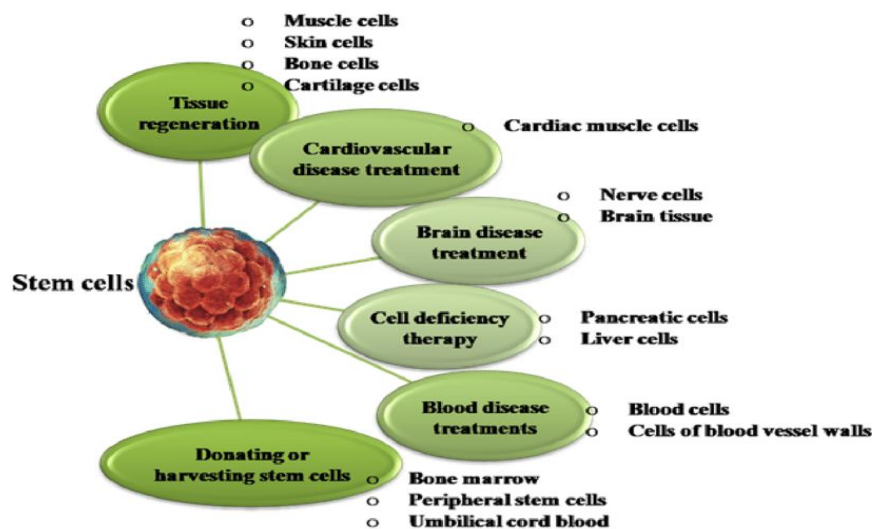 o Muscle cells
o Skin cells
o Bone cells
o Cartilage cells
Tissue
regeneration
o Cardiac muscle cells
Cardiovascular
disease treatment
o Nerve cells
o Brain tissue
Brain disease
treatment
Stem cells
Cell deficiency
therapy
o Pancreatic cells
o Liver cells
Blood disease
treatments
o Blood cells
o Cells of blood vessel walls
Donating or
harvesting stem cells
o Bone marrow
o Peripheral stem cells
o Umbilical cord blood